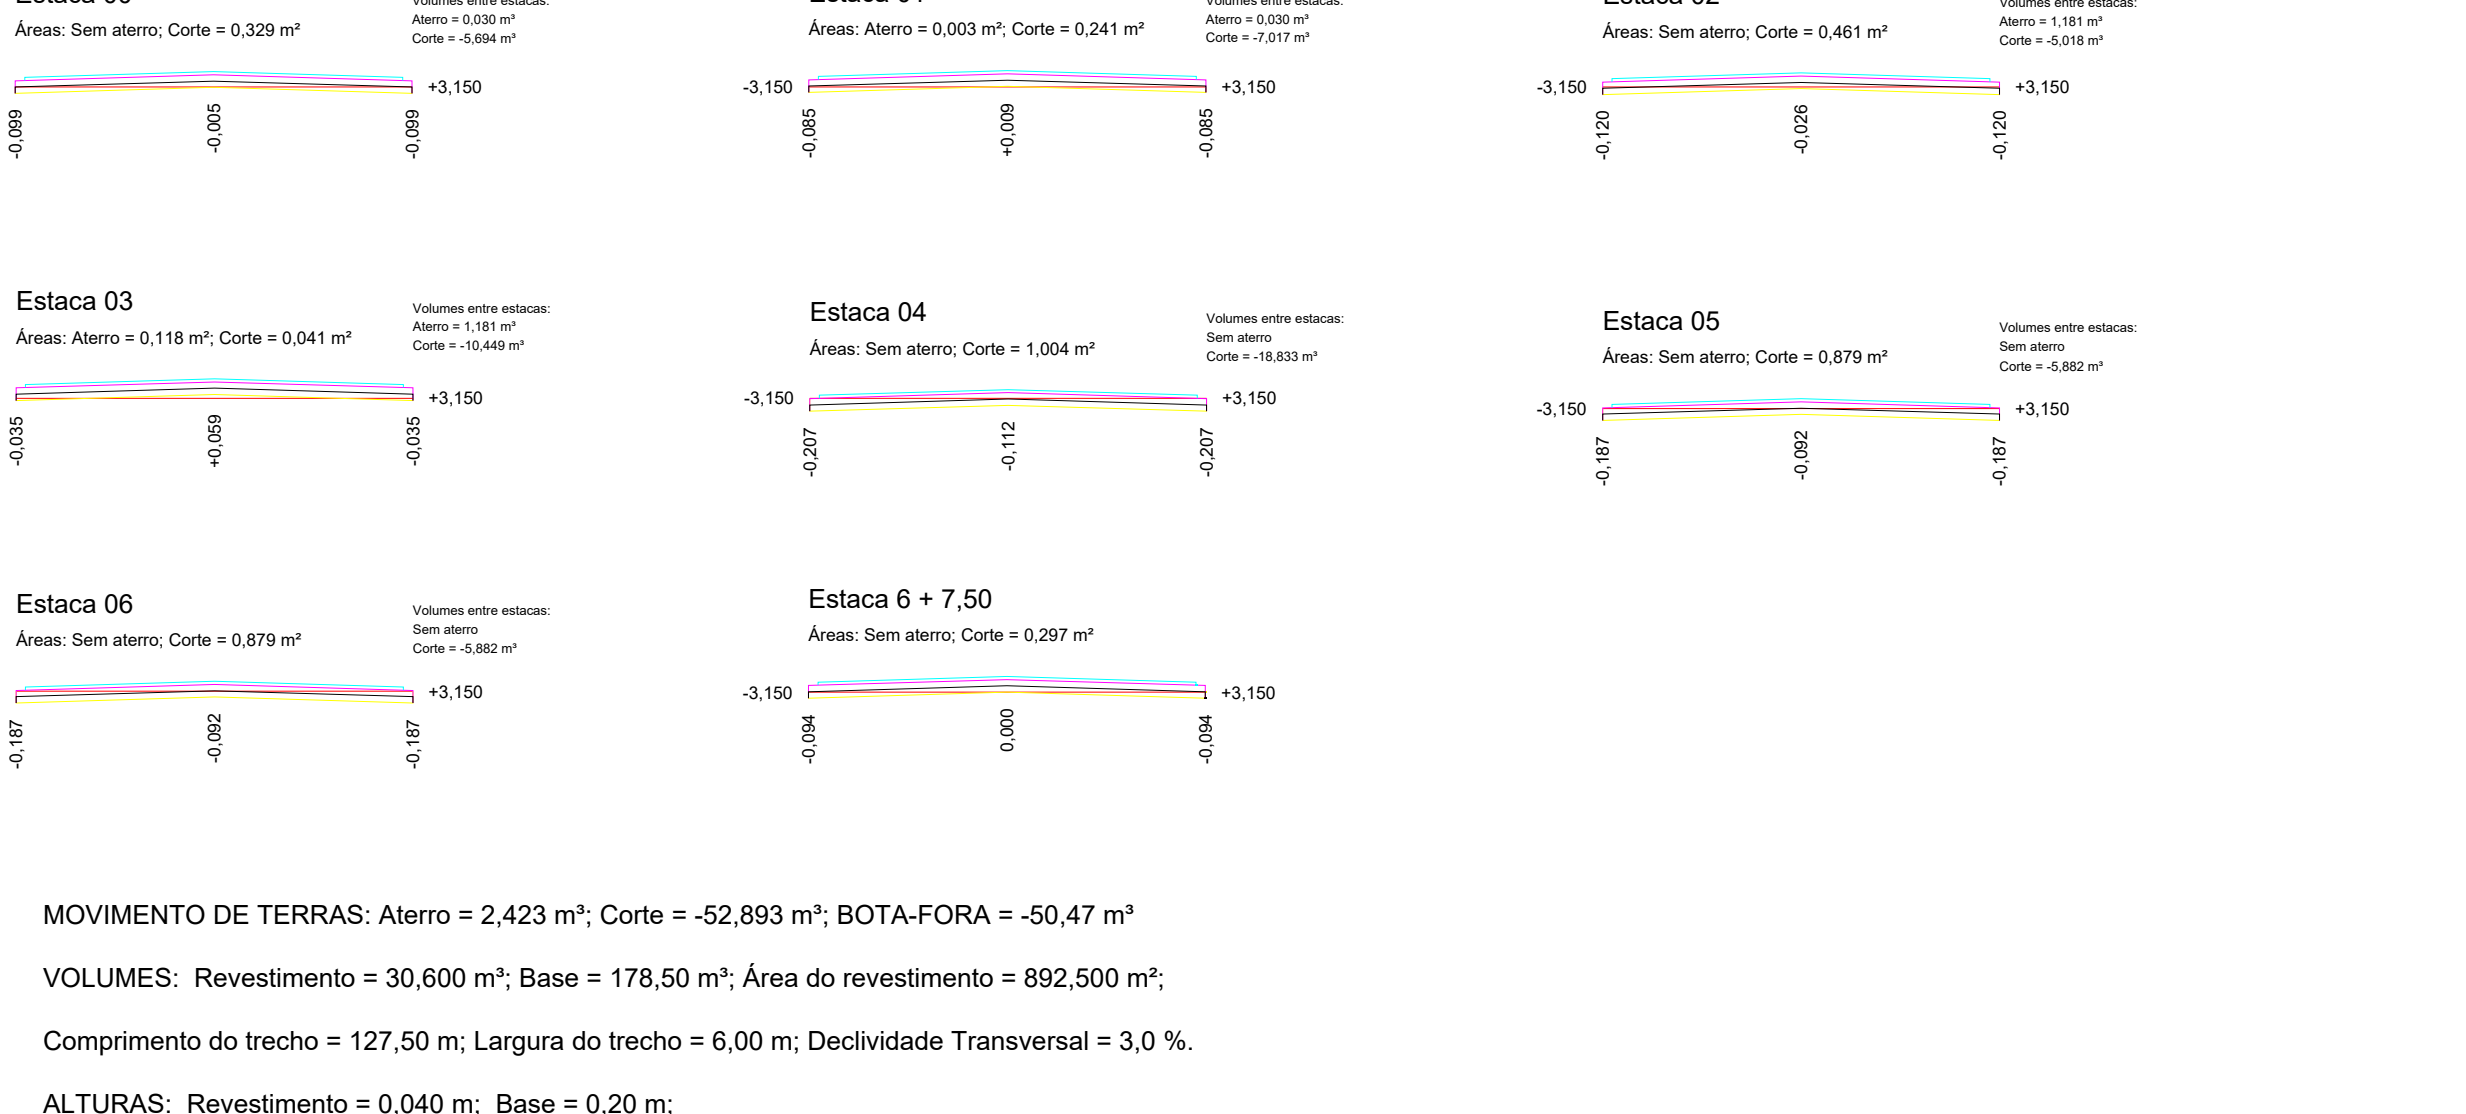 Estaca 00
Volumes entre estacas:
Aterro = 0,030 m³
Corte = -5,694 m³
Áreas: Sem aterro; Corte = 0,329 m²
+3,150
-0,099
-0,005
-0,099
Estaca 01
Volumes entre estacas:
Aterro = 0,030 m³
Corte = -7,017 m³
Áreas: Aterro = 0,003 m²; Corte = 0,241 m²
-3,150
+3,150
-0,085
+0,009
-0,085
Estaca 02
Volumes entre estacas:
Aterro = 1,181 m³
Corte = -5,018 m³
Áreas: Sem aterro; Corte = 0,461 m²
-3,150
+3,150
-0,120
-0,026
-0,120
Estaca 03
Volumes entre estacas:
Aterro = 1,181 m³
Corte = -10,449 m³
Áreas: Aterro = 0,118 m²; Corte = 0,041 m²
+3,150
-0,035
+0,059
-0,035
Estaca 04
Volumes entre estacas:
Sem aterro
Corte = -18,833 m³
Áreas: Sem aterro; Corte = 1,004 m²
-3,150
+3,150
-0,207
-0,112
-0,207
Estaca 05
Volumes entre estacas:
Sem aterro
Corte = -5,882 m³
Áreas: Sem aterro; Corte = 0,879 m²
-3,150
+3,150
-0,187
-0,092
-0,187
Estaca 06
Volumes entre estacas:
Sem aterro
Corte = -5,882 m³
Áreas: Sem aterro; Corte = 0,879 m²
+3,150
-0,187
-0,092
-0,187
Estaca 6 + 7,50
Áreas: Sem aterro; Corte = 0,297 m²
-3,150
+3,150
-0,094
0,000
-0,094
MOVIMENTO DE TERRAS: Aterro = 2,423 m³; Corte = -52,893 m³; BOTA-FORA = -50,47 m³
VOLUMES: Revestimento = 30,600 m³; Base = 178,50 m³; Área do revestimento = 892,500 m²;
Comprimento do trecho = 127,50 m; Largura do trecho = 6,00 m; Declividade Transversal = 3,0 %.
ALTURAS: Revestimento = 0,040 m; Base = 0,20 m;